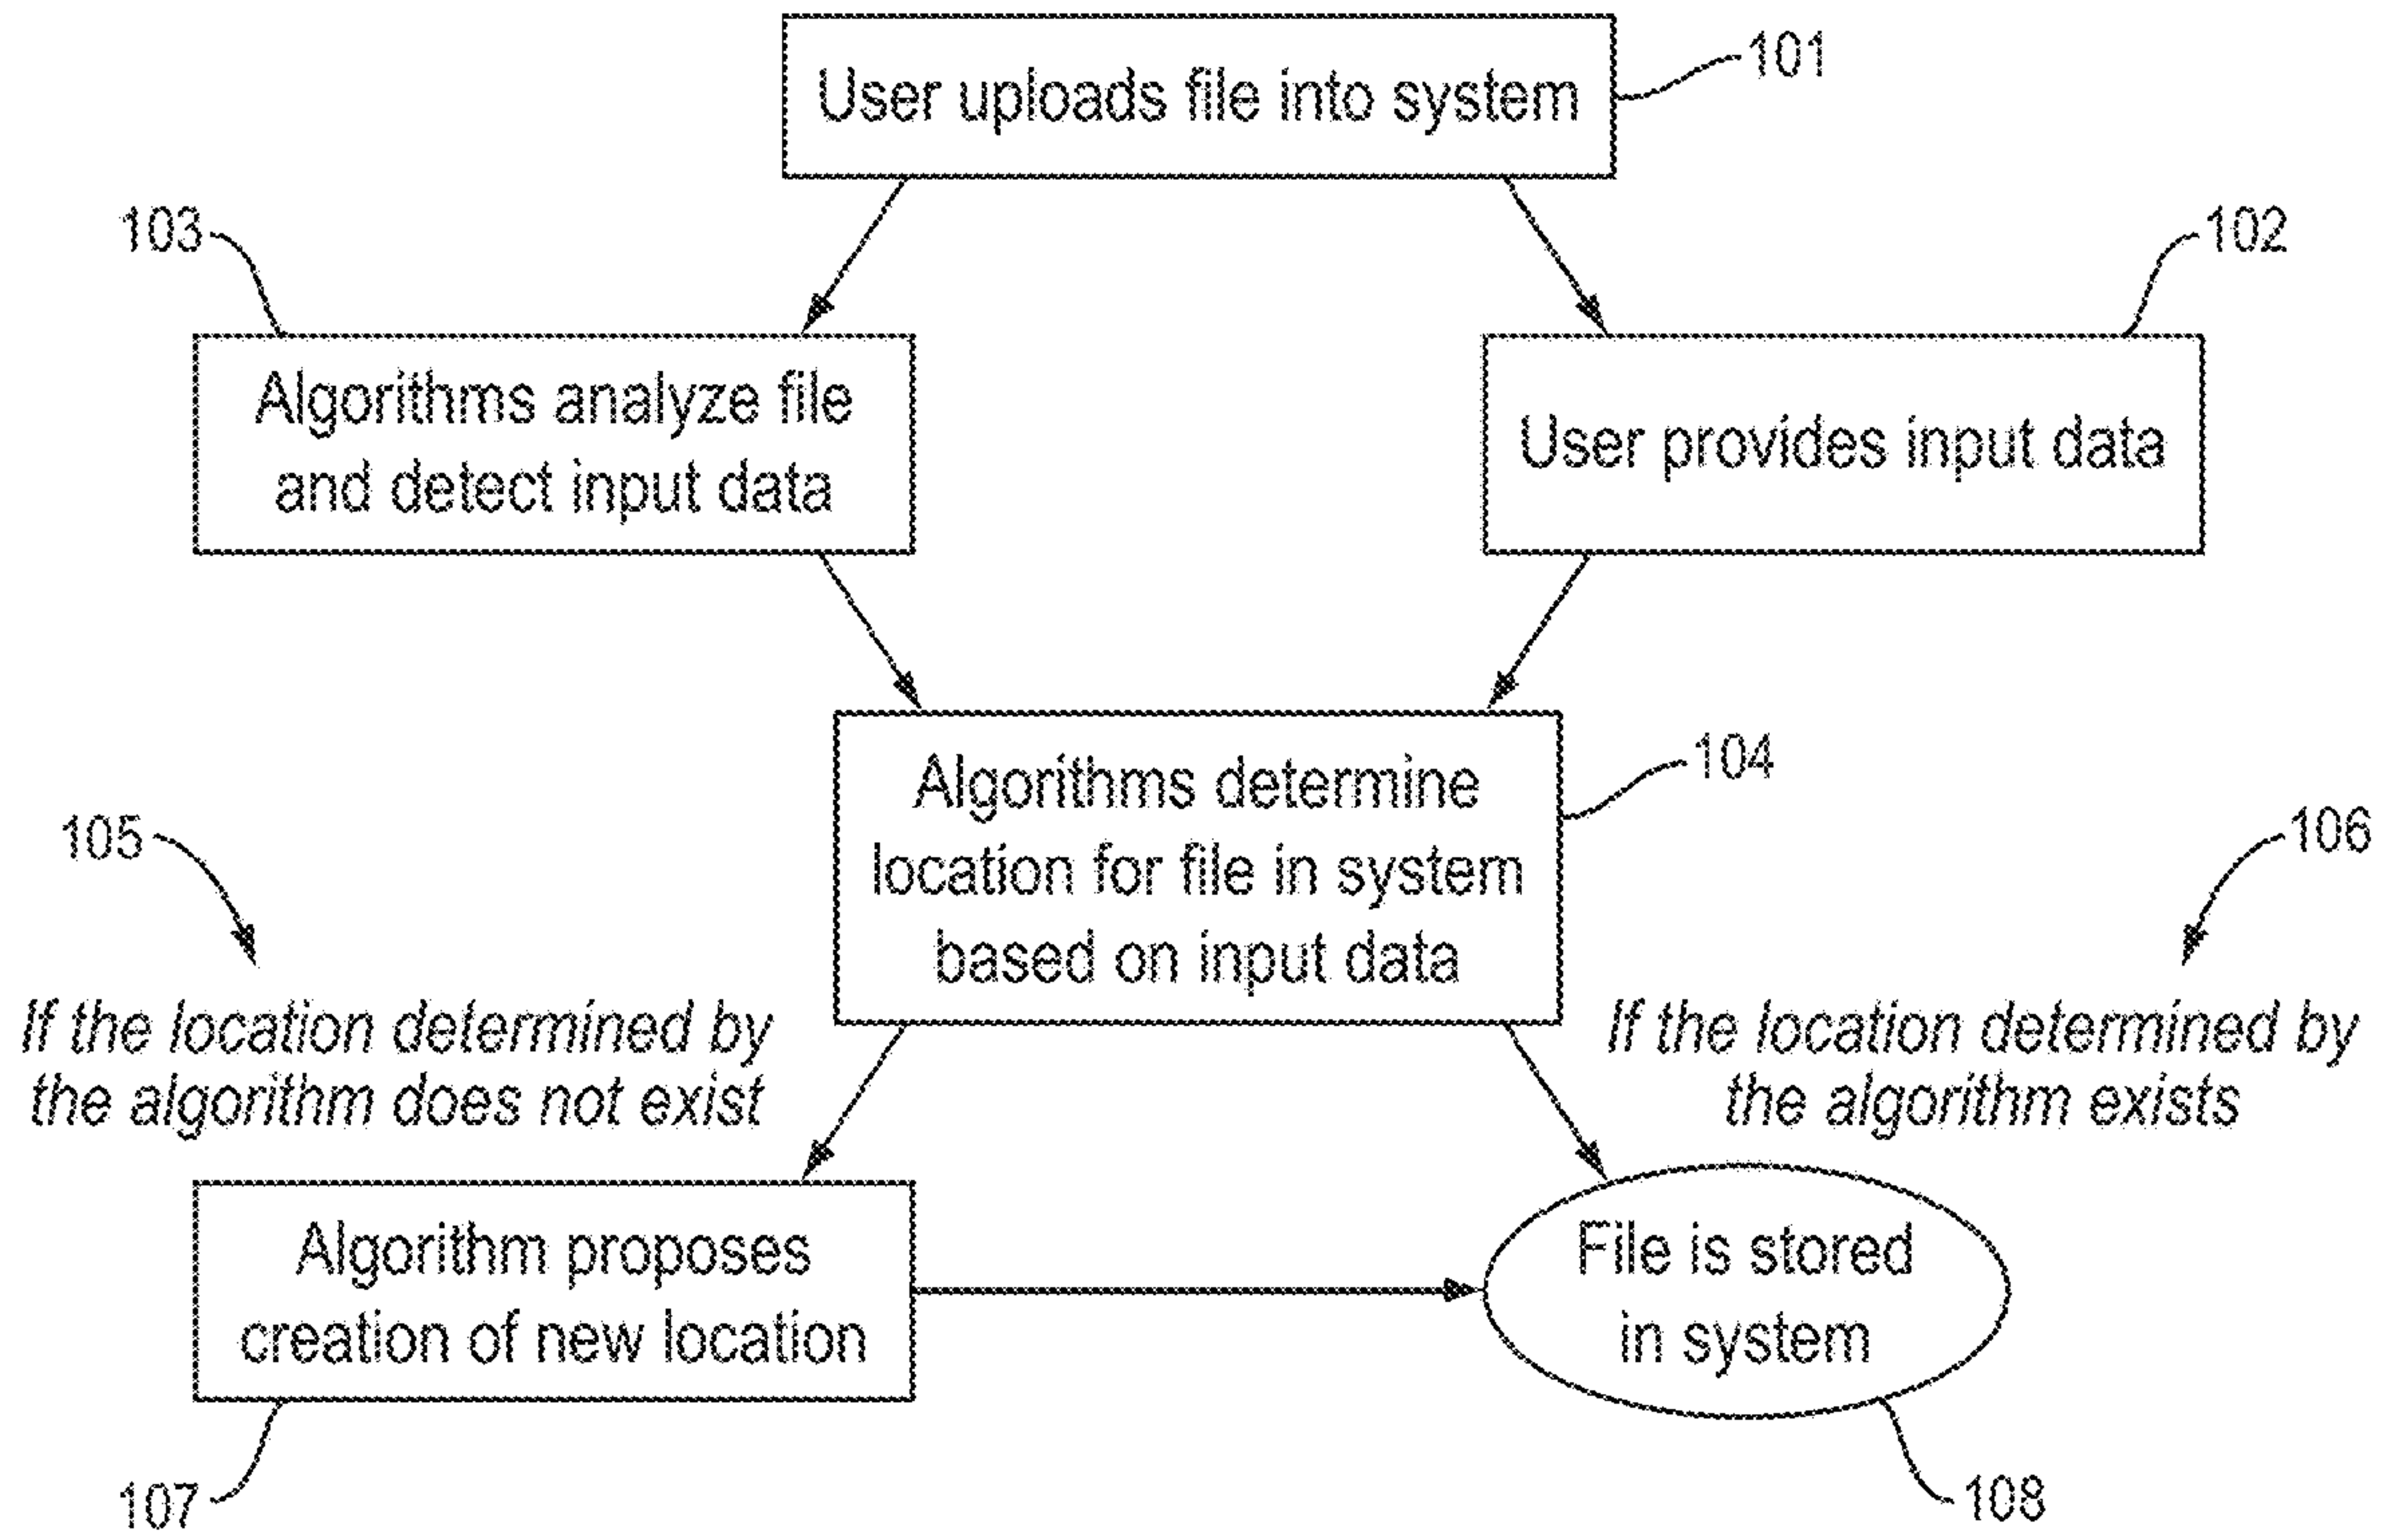 User uploads file into system
101
103
102
Algorithms analyze file
and detect input data
User provides input data
Algorithms determine
location for file in system
based on input data
104
105
106
If the location determined by
the algorithm does not exist
If the location determined by
the algorithm exists
Algorithm proposes
creation of new location
File is stored
in system
107
108